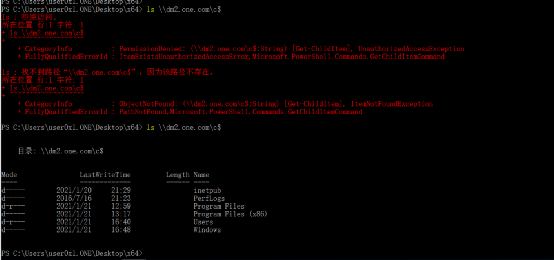 PS C:\Users\user0x1.ONE\Desktop\x64> ls \\dm2.one.com\c$
ls : 拒绝访问。
所在位置 行:1 字符: 1
+ ls \\dm2.one.com\c$
+ CategoryInfo : PermissionDenied: (\\dm2.one.com\c$:String) [Get-ChildItem], UnauthorizedAccessException
+ FullyQualifiedErrorId : ItemExistsUnauthorizedAccessError,Microsoft.PowerShell.Commands.GetChildItemCommand
ls : 找不到路径“\\dm2.one.com\c$”，因为该路径不存在。
所在位置 行:1 字符: 1
+ ls \\dm2.one.com\c$
+ CategoryInfo : ObjectNotFound: (\\dm2.one.com\c$:String) [Get-ChildItem], ItemNotFoundException
+ FullyQualifiedErrorId : PathNotFound,Microsoft.PowerShell.Commands.GetChildItemCommand
PS C:\Users\user0x1.ONE\Desktop\x64> ls \\dm2.one.com\c$
目录: \\dm2.one.com\c$
Mode LastWriteTime Length Name
---- ------------- ------ ----
d----- 2021/1/20 21:29 inetpub
d----- 2016/7/16 21:23 PerfLogs
d-r--- 2021/1/21 12:59 Program Files
d----- 2021/1/21 13:17 Program Files (x86)
d-r--- 2021/1/21 16:40 Users
d----- 2021/1/21 16:48 Windows
PS C:\Users\user0x1.ONE\Desktop\x64>